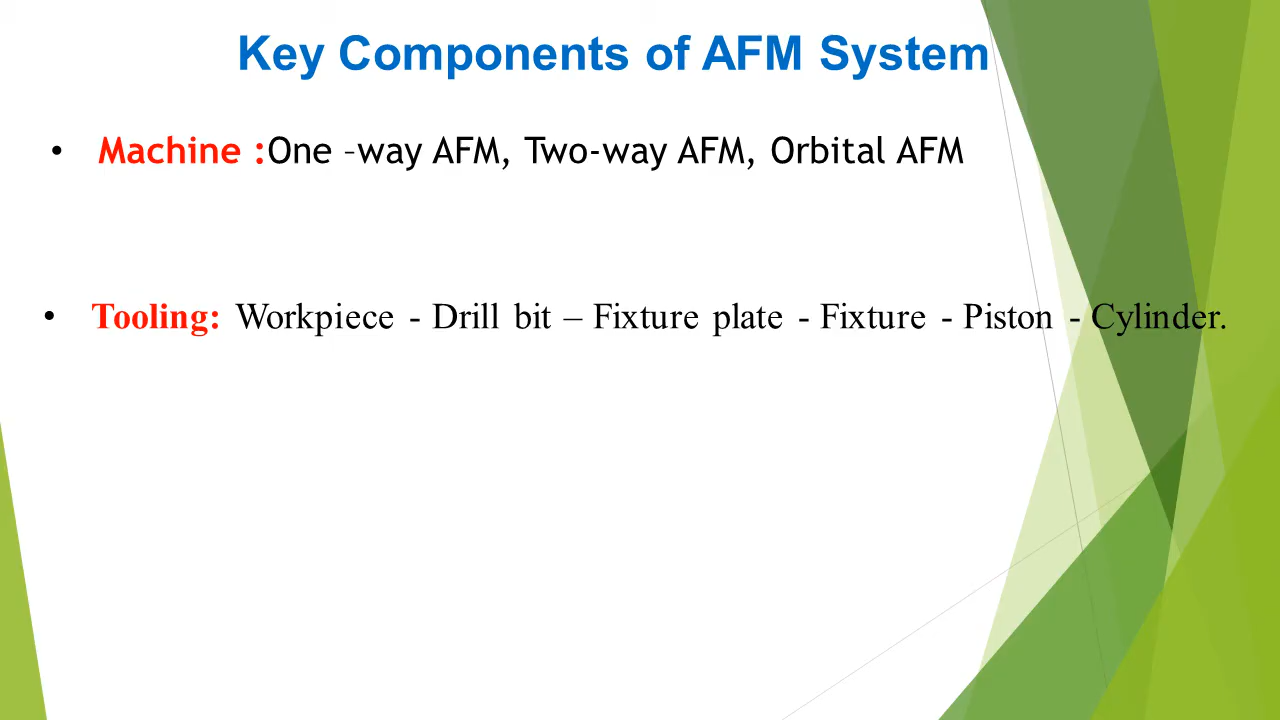 Key Components of AFM System
• Machine :One –way AFM, Two-way AFM, Orbital AFM
• Tooling: Workpiece - Drill bit – Fixture plate - Fixture - Piston - Cylinder.